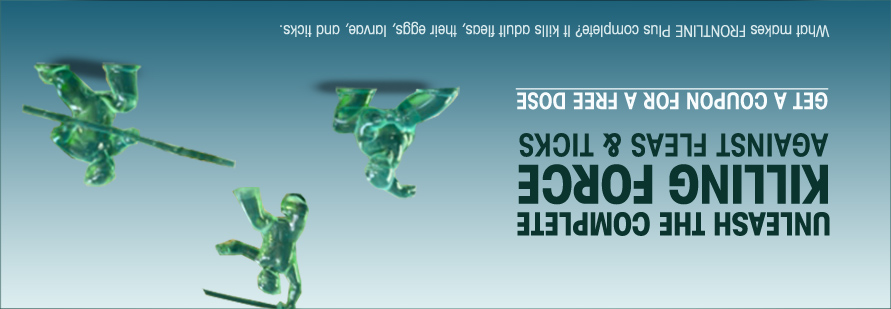 UNLEASH THE COMPLETE
KILLING FORCE
AGAINST FLEAS & TICKS
GET A COUPON FOR A FREE DOSE
What makes FRONTLINE Plus complete? It kills adult fleas, their eggs, larvae, and ticks.